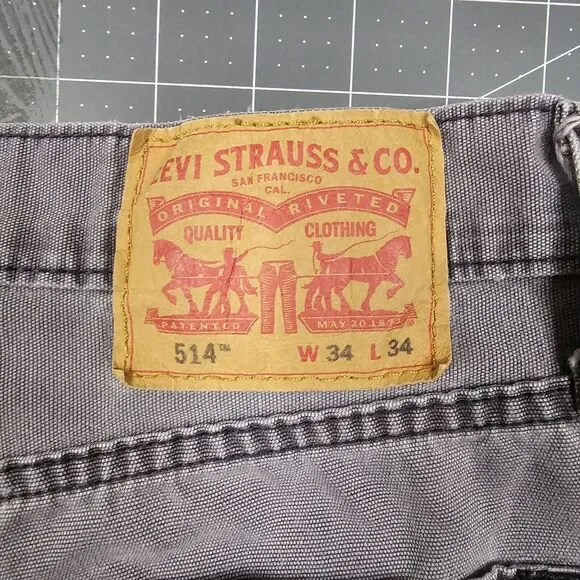 LEVI STRAUSS & CO.
SAN FRANCISCO
CAL.
ORIGINAL RIVETED
QUALITY CLOTHING
PATENTED MAY 20 1873
514™ W 34 L 34